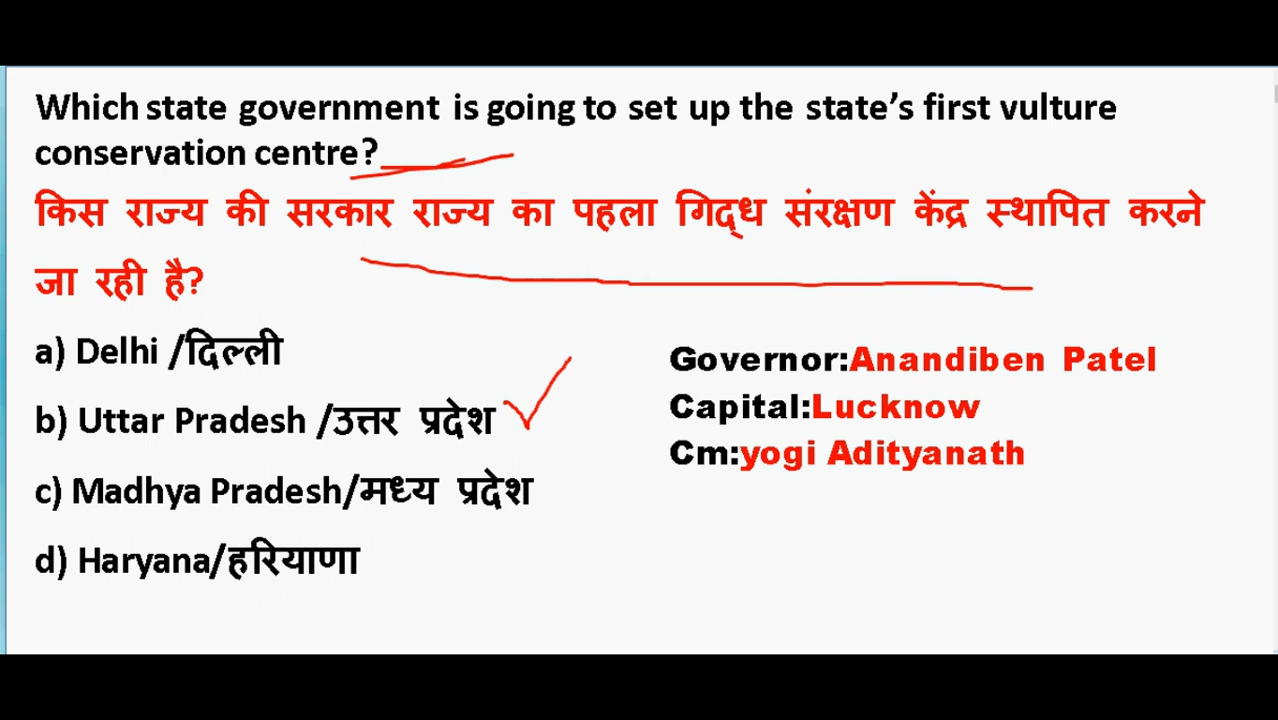 Which state government is going to set up the state's first vulture
conservation centre?
किस राज्य की सरकार राज्य का पहला गिद्ध संरक्षण केंद्र स्थापित करने
जा रही है?
a) Delhi /दिल्ली
b) Uttar Pradesh /उत्तर प्रदेश
c) Madhya Pradesh/मध्य प्रदेश
d) Haryana/हरियाणा
Governor:Anandiben Patel
Capital:Lucknow
Cm:yogi Adityanath